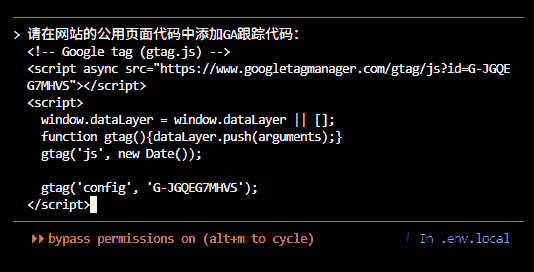 > 请在网站的公用页面代码中添加GA跟踪代码：
<!-- Google tag (gtag.js) -->
<script async src="https://www.googletagmanager.com/gtag/js?id=G-JGQE
G7MHVS"></script>
<script>
  window.dataLayer = window.dataLayer || [];
  function gtag(){dataLayer.push(arguments);}
  gtag('js', new Date());

  gtag('config', 'G-JGQEG7MHVS');
</script>
⏵⏵ bypass permissions on (alt+m to cycle)
In .env.local